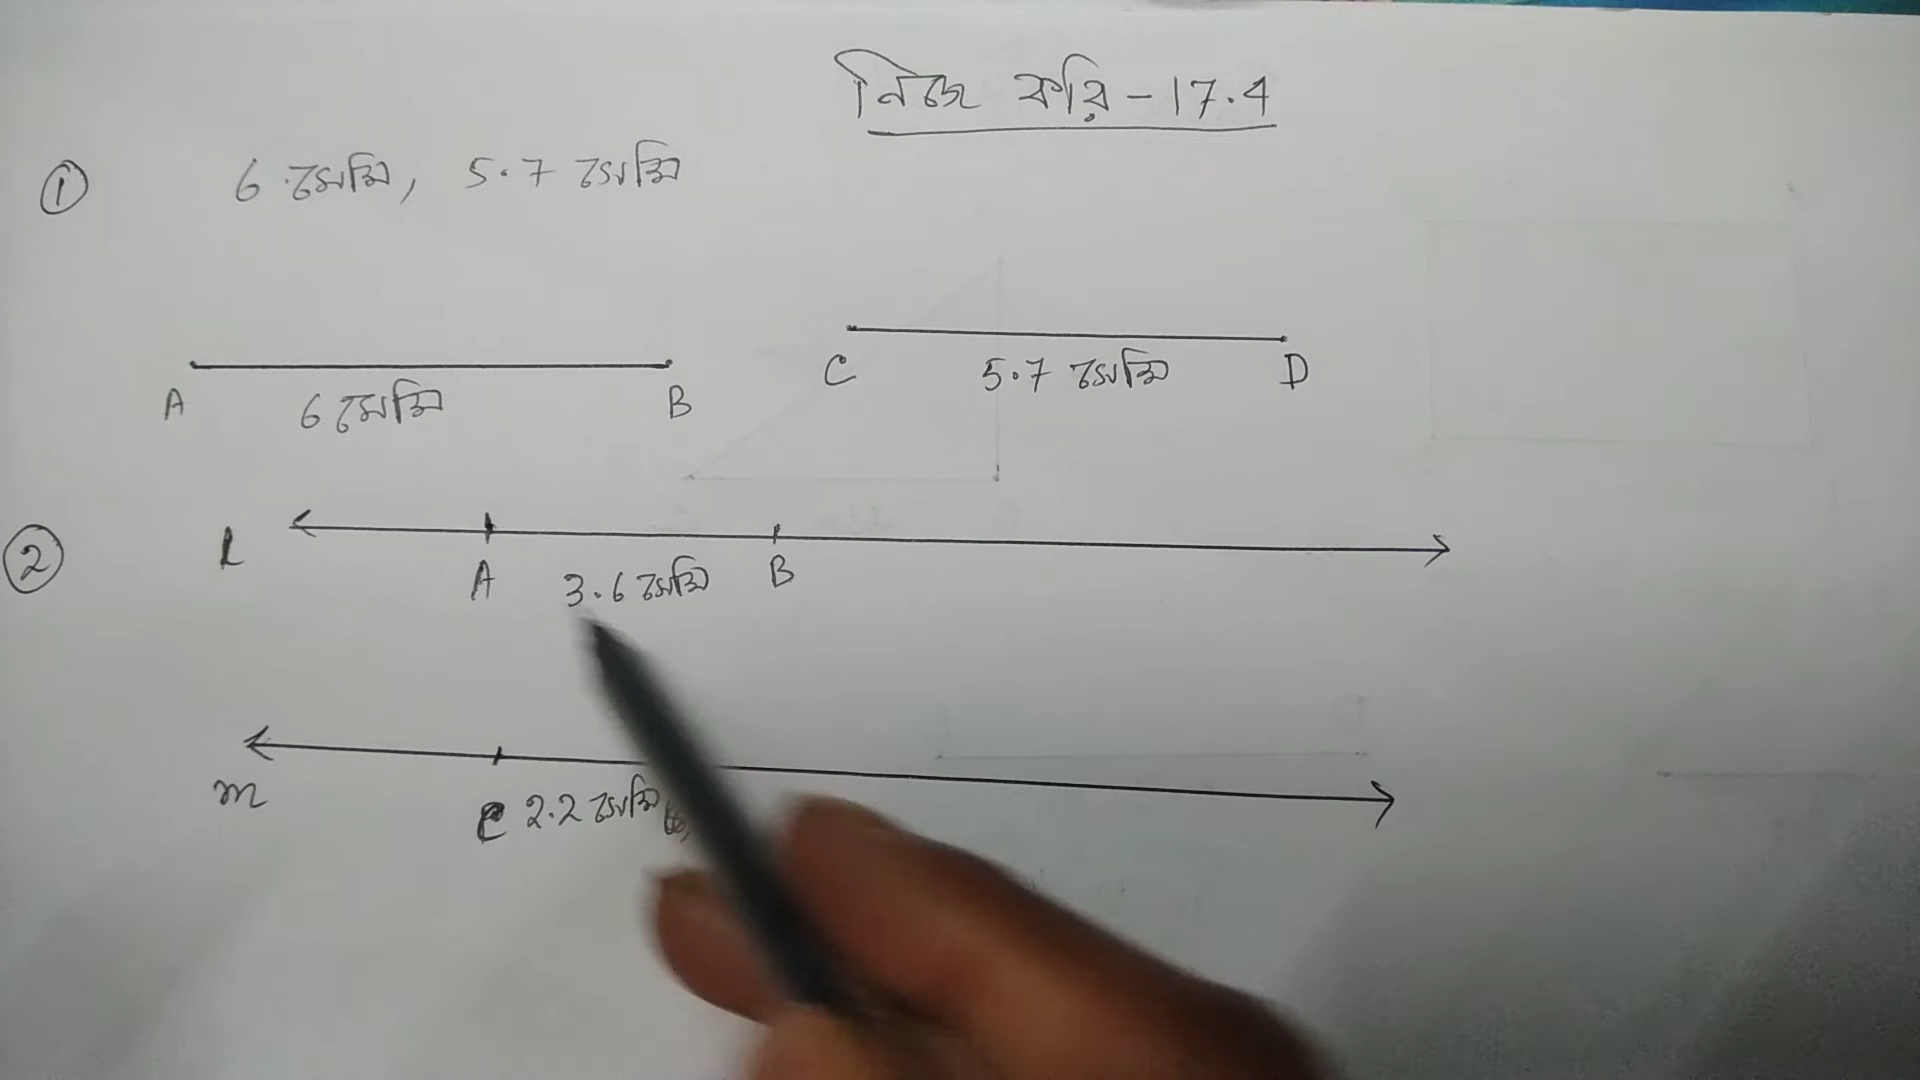 নিজে করি - 17.4
① 6 সেমি, 5.7 সেমি
A 6 সেমি B
C 5.7 সেমি D
② L A 3.6 সেমি B
m C 2.2 সেমি